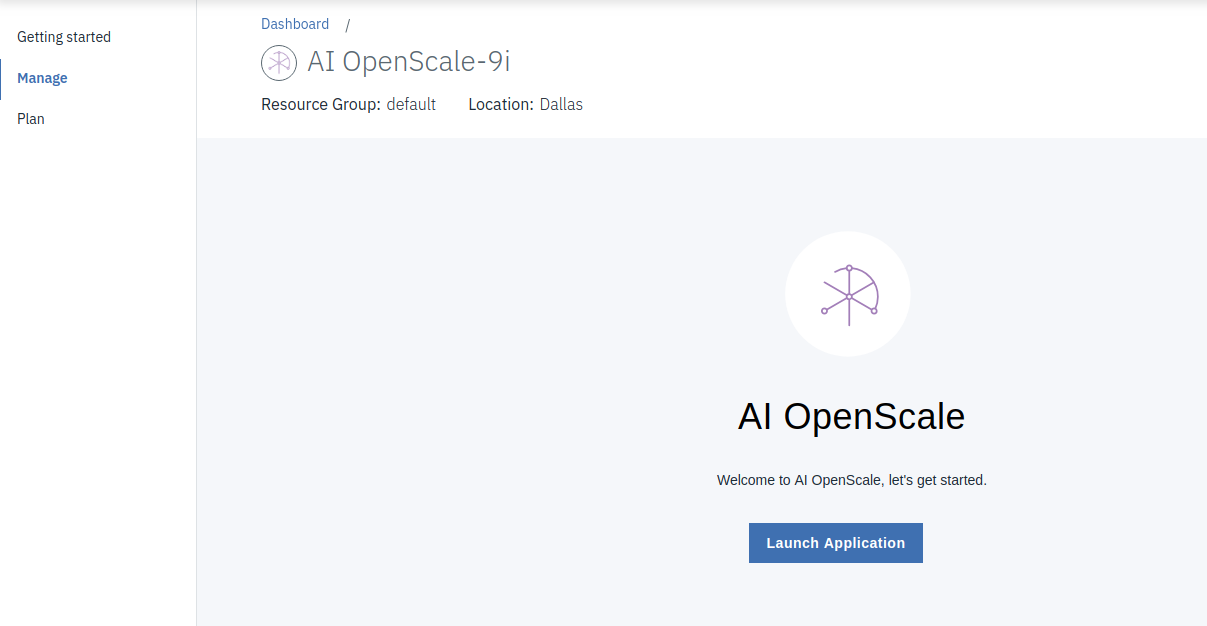 Getting started
Manage
Plan
Dashboard /
AI OpenScale-9i
Resource Group: default Location: Dallas
AI OpenScale
Welcome to AI OpenScale, let's get started.
Launch Application